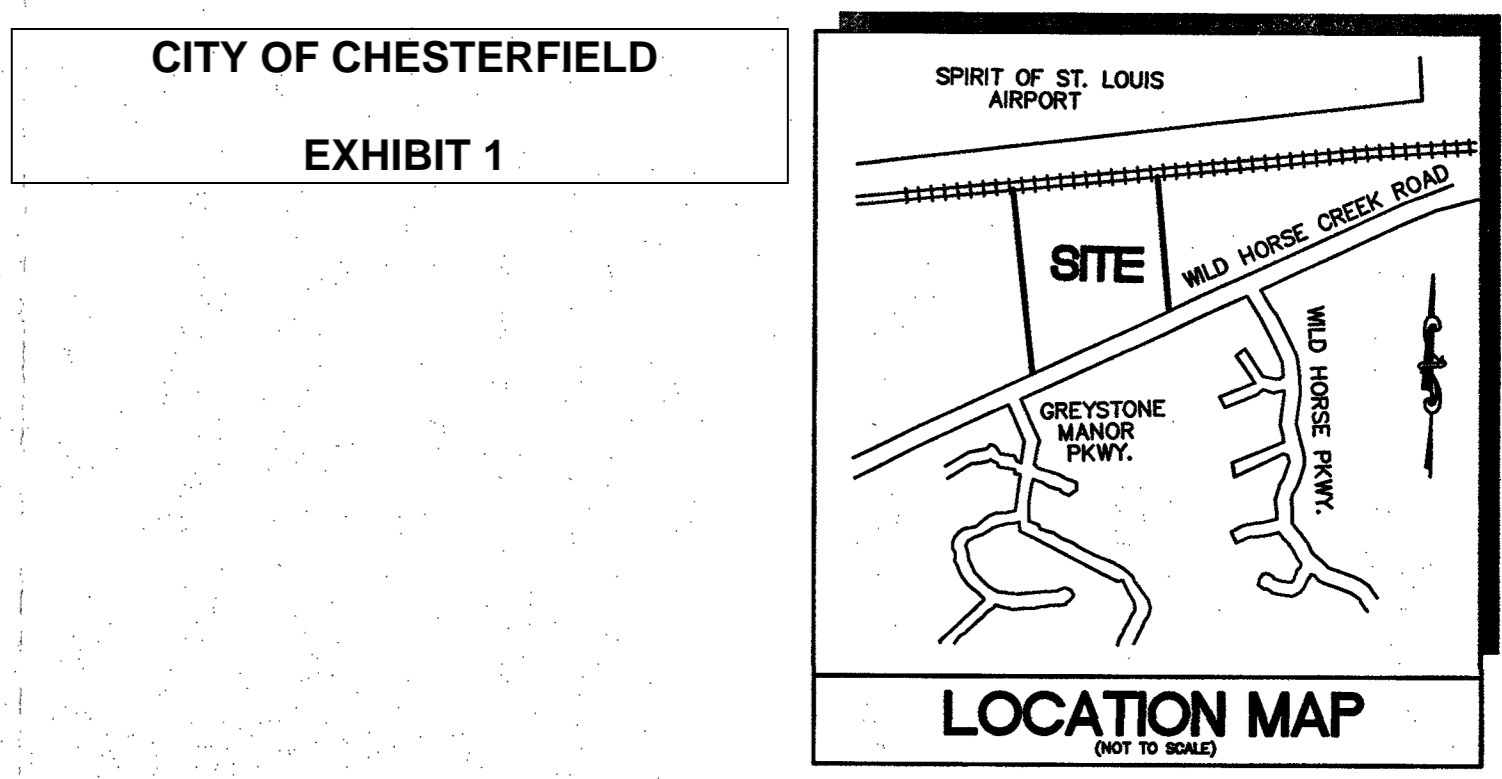 CITY OF CHESTERFIELD
EXHIBIT 1
SPIRIT OF ST. LOUIS
AIRPORT
WILD HORSE CREEK ROAD
SITE
WILD HORSE PKWY.
GREYSTONE
MANOR
PKWY.
LOCATION MAP
(NOT TO SCALE)